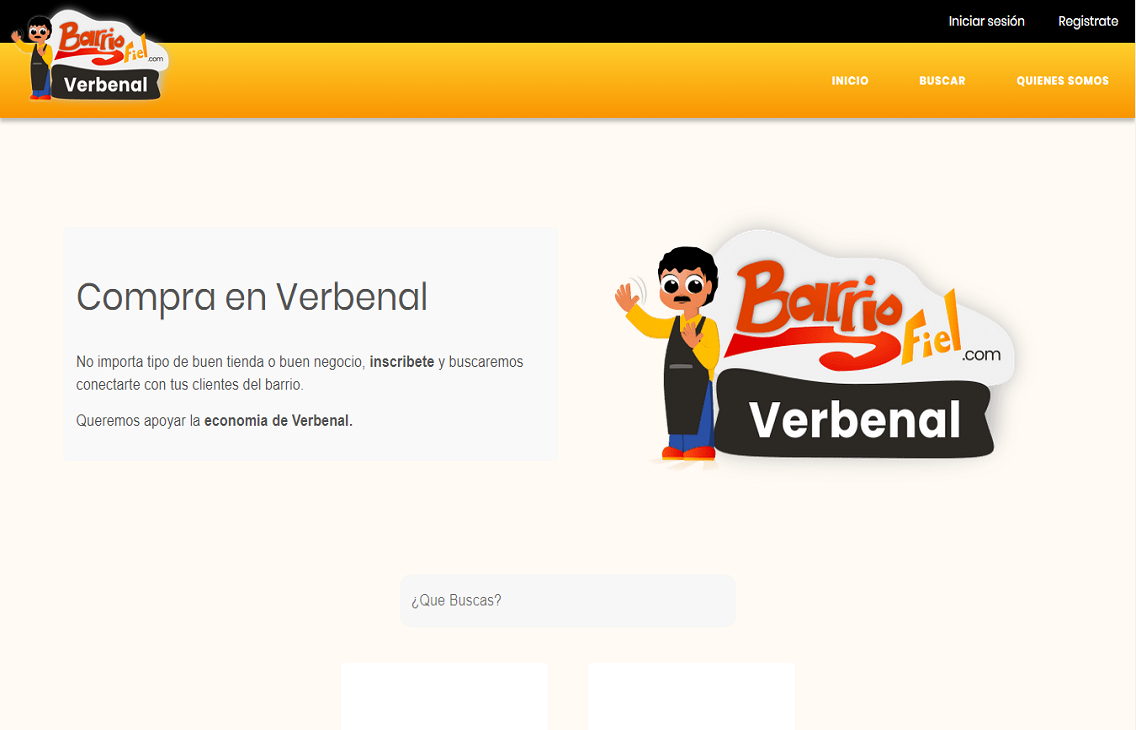 Iniciar sesión Registrate
Barrio
Fiel.com
Verbenal
INICIO BUSCAR QUIENES SOMOS
Compra en Verbenal
No importa tipo de buen tienda o buen negocio, inscribete y buscaremos
conectarte con tus clientes del barrio.
Queremos apoyar la economia de Verbenal.
Barrio
Fiel.com
Verbenal
¿Que Buscas?